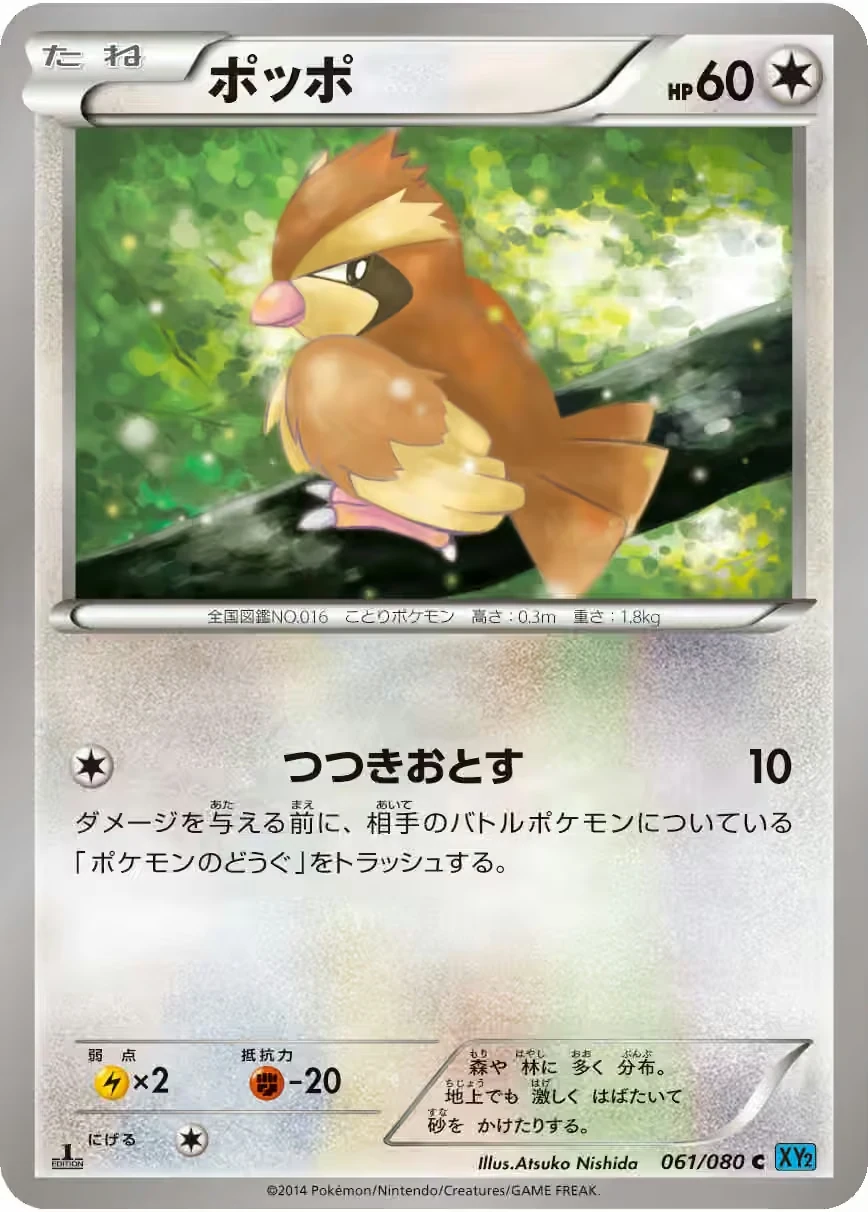 たね ポッポ HP60
全国図鑑NO.016 ことりポケモン 高さ:0.3m 重さ:1.8kg
つつきおとす 10
ダメージを与える前に、相手のバトルポケモンについている
「ポケモンのどうぐ」をトラッシュする。
弱点 抵抗力
×2 -20
にげる
森や 林に 多く 分布。
地上でも 激しく はばたいて
砂を かけたりする。
1 EDITION
Illus.Atsuko Nishida 061/080 C XY2
©2014 Pokémon/Nintendo/Creatures/GAME FREAK.